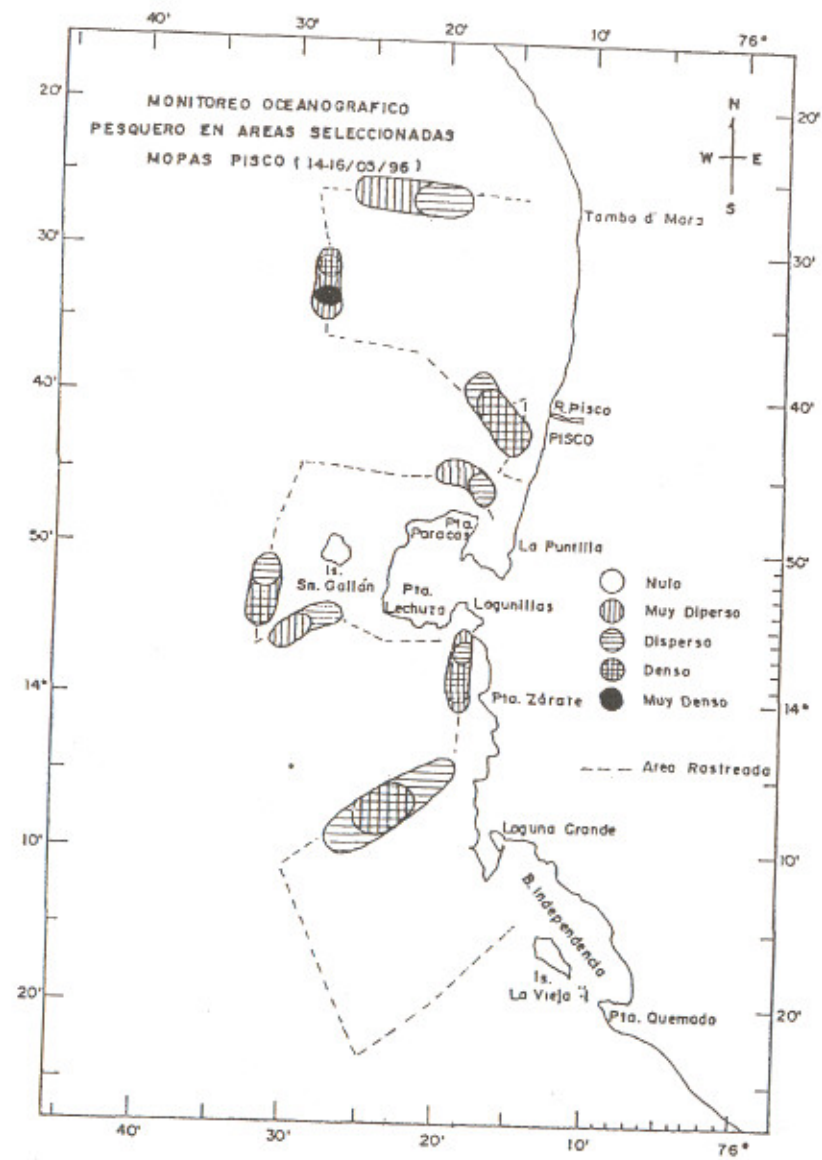 40'
30'
20'
10'
76°
20'
20'
MONITOREO OCEANOGRAFICO
PESQUERO EN AREAS SELECCIONADAS
MOPAS PISCO (14-16/03/96)
N
W E
S
Tambo d' Mora
30'
30'
40'
40'
R. Pisco
PISCO
50'
50'
Pta.
Paracas
La Puntilla
Is.
Sn. Gallán
Pta.
Lechuza
Lagunillas
Nulo
Muy Diperso
Disperso
Denso
Muy Denso
14°
14°
Pta. Zárate
Area Rastreada
10'
10'
Laguna Grande
B. Independencia
Is.
La Vieja
20'
20'
Pta. Quemado
40'
30'
20'
10'
76°